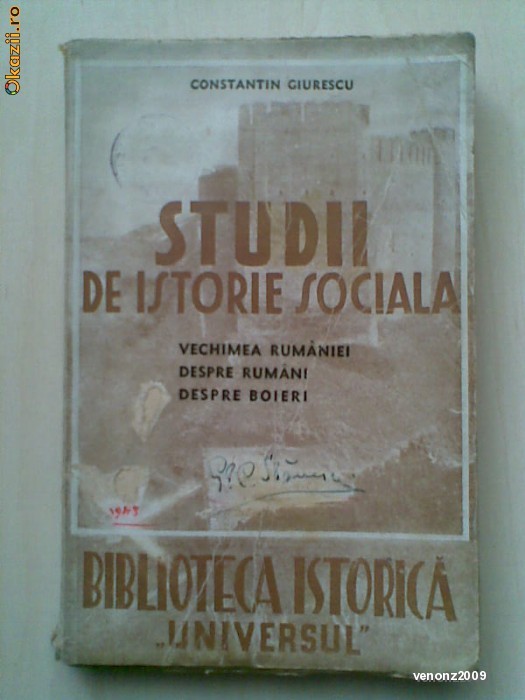 Okazii.ro
CONSTANTIN GIURESCU
STUDII
DE ISTORIE SOCIALA
VECHIMEA RUMÂNIEI
DESPRE RUMÂNI
DESPRE BOIERI
1943
BIBLIOTECA ISTORICĂ
„UNIVERSUL”
venonz2009